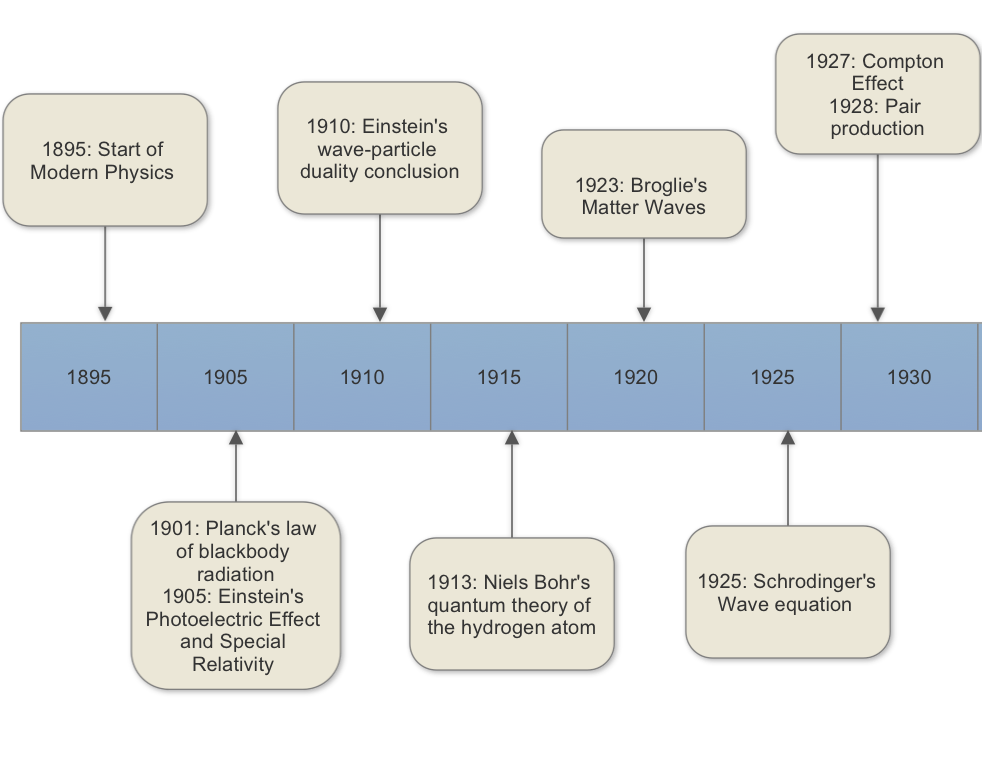 1895: Start of
Modern Physics
1910: Einstein's
wave-particle
duality conclusion
1923: Broglie's
Matter Waves
1927: Compton
Effect
1928: Pair
production
1895
1905
1910
1915
1920
1925
1930
1901: Planck's law
of blackbody
radiation
1905: Einstein's
Photoelectric Effect
and Special
Relativity
1913: Niels Bohr's
quantum theory of
the hydrogen atom
1925: Schrodinger's
Wave equation